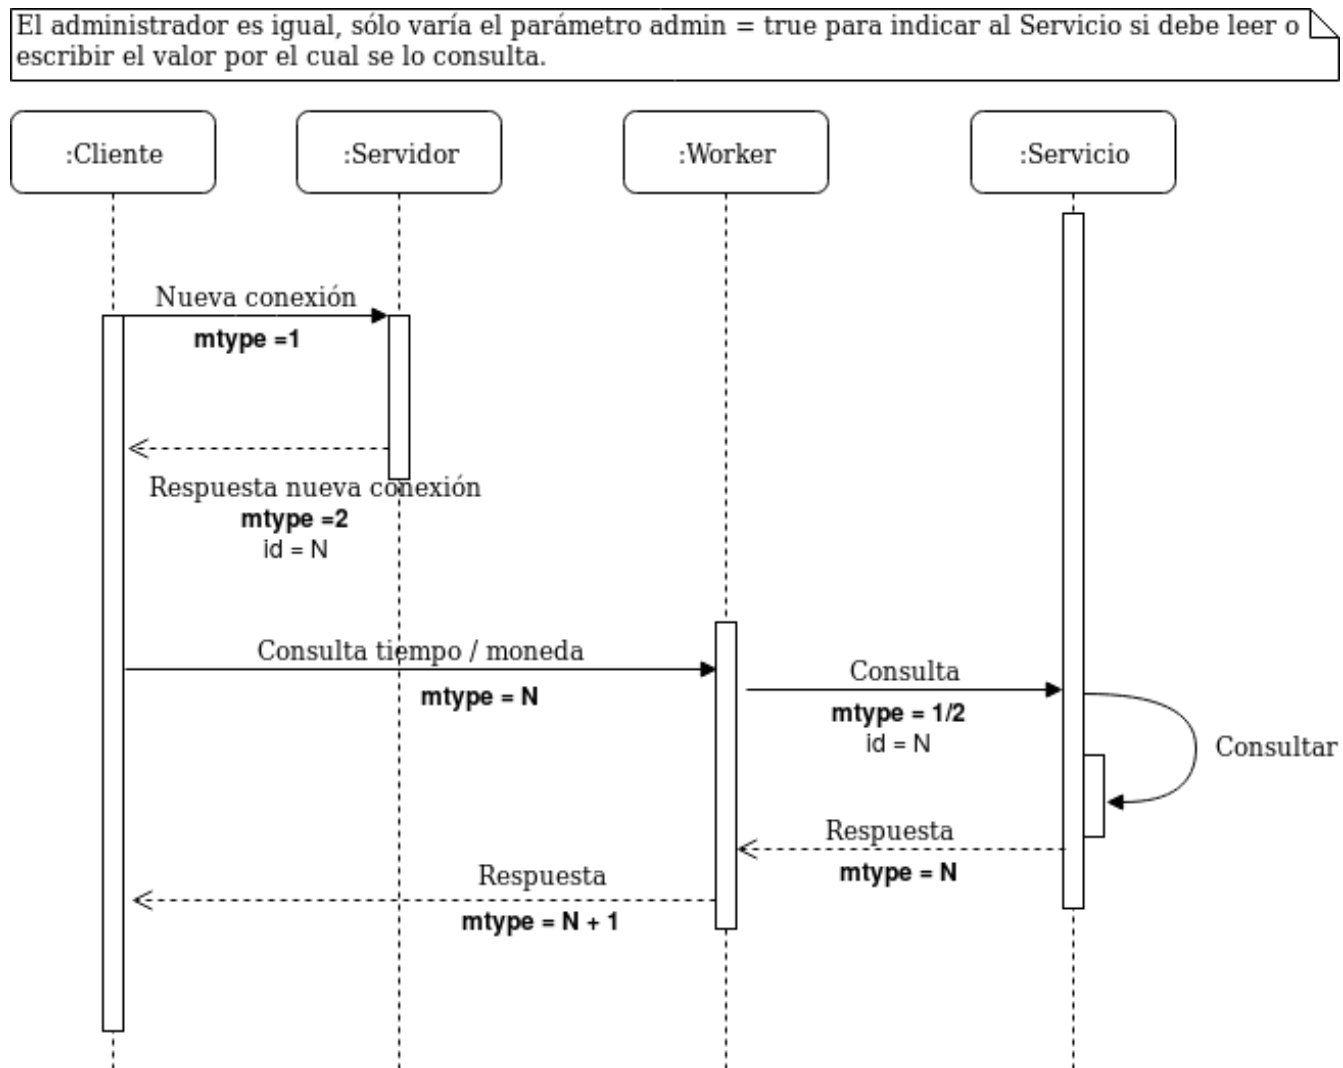 El administrador es igual, sólo varía el parámetro admin = true para indicar al Servicio si debe leer o
escribir el valor por el cual se lo consulta.
:Cliente
:Servidor
:Worker
:Servicio
Nueva conexión
mtype =1
Respuesta nueva conexión
mtype =2
id = N
Consulta tiempo / moneda
mtype = N
Consulta
mtype = 1/2
id = N
Consultar
Respuesta
mtype = N
Respuesta
mtype = N + 1